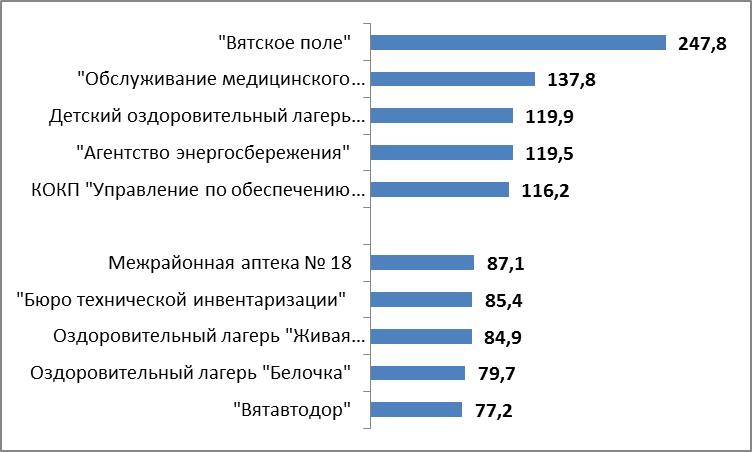 "Вятское поле" 247,8
"Обслуживание медицинского... 137,8
Детский оздоровительный лагерь... 119,9
"Агентство энергосбережения" 119,5
КОКП "Управление по обеспечению... 116,2
Межрайонная аптека № 18 87,1
"Бюро технической инвентаризации" 85,4
Оздоровительный лагерь "Живая... 84,9
Оздоровительный лагерь "Белочка" 79,7
"Вятавтодор" 77,2